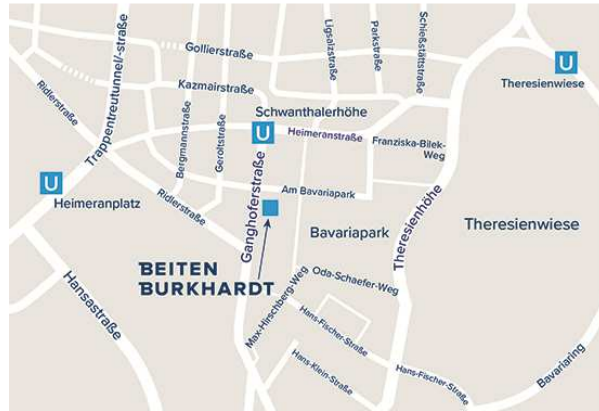 Gollierstraße
Ligsalzstraße
Parkstraße
Schießstättstraße
U
Theresienwiese
Kazmairstraße
Ridlerstraße
Trappentreutunnel/-straße
Schwanthalerhöhe
U
Heimeranstraße
Franziska-Bilek-
Weg
Bergmannstraße
Geroltstraße
U
Heimeranplatz
Ridlerstraße
Ganghoferstraße
Am Bavariapark
Bavariapark
Theresienhöhe
Theresienwiese
BEITEN
BURKHARDT
Hansastraße
Max-Hirschberg-Weg
Oda-Schaefer-Weg
Hans-Fischer-Straße
Hans-Klein-Straße
Hans-Fischer-Straße
Bavariaring